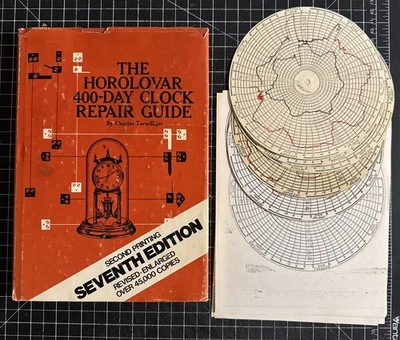 THE
HOROLOVAR
400-DAY CLOCK
REPAIR GUIDE
By Charles Terwilliger
SECOND PRINTING
SEVENTH EDITION
REVISED-ENLARGED
OVER 45,000 COPIES